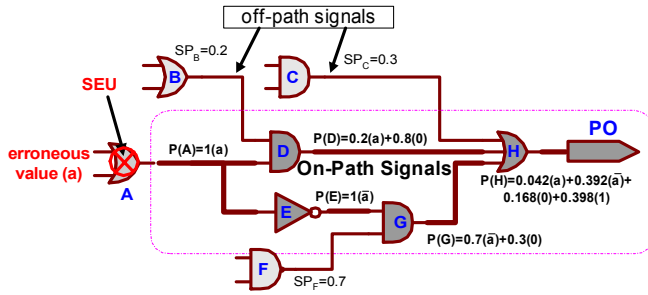 off-path signals
SP_B=0.2
SP_C=0.3
B
C
SEU
erroneous
value (a)
A
P(A)=1(a)
D
P(D)=0.2(a)+0.8(0)
H
PO
On-Path Signals
P(E)=1(a̅)
E
G
P(H)=0.042(a)+0.392(a̅)+
0.168(0)+0.398(1)
P(G)=0.7(a̅)+0.3(0)
F
SP_F=0.7